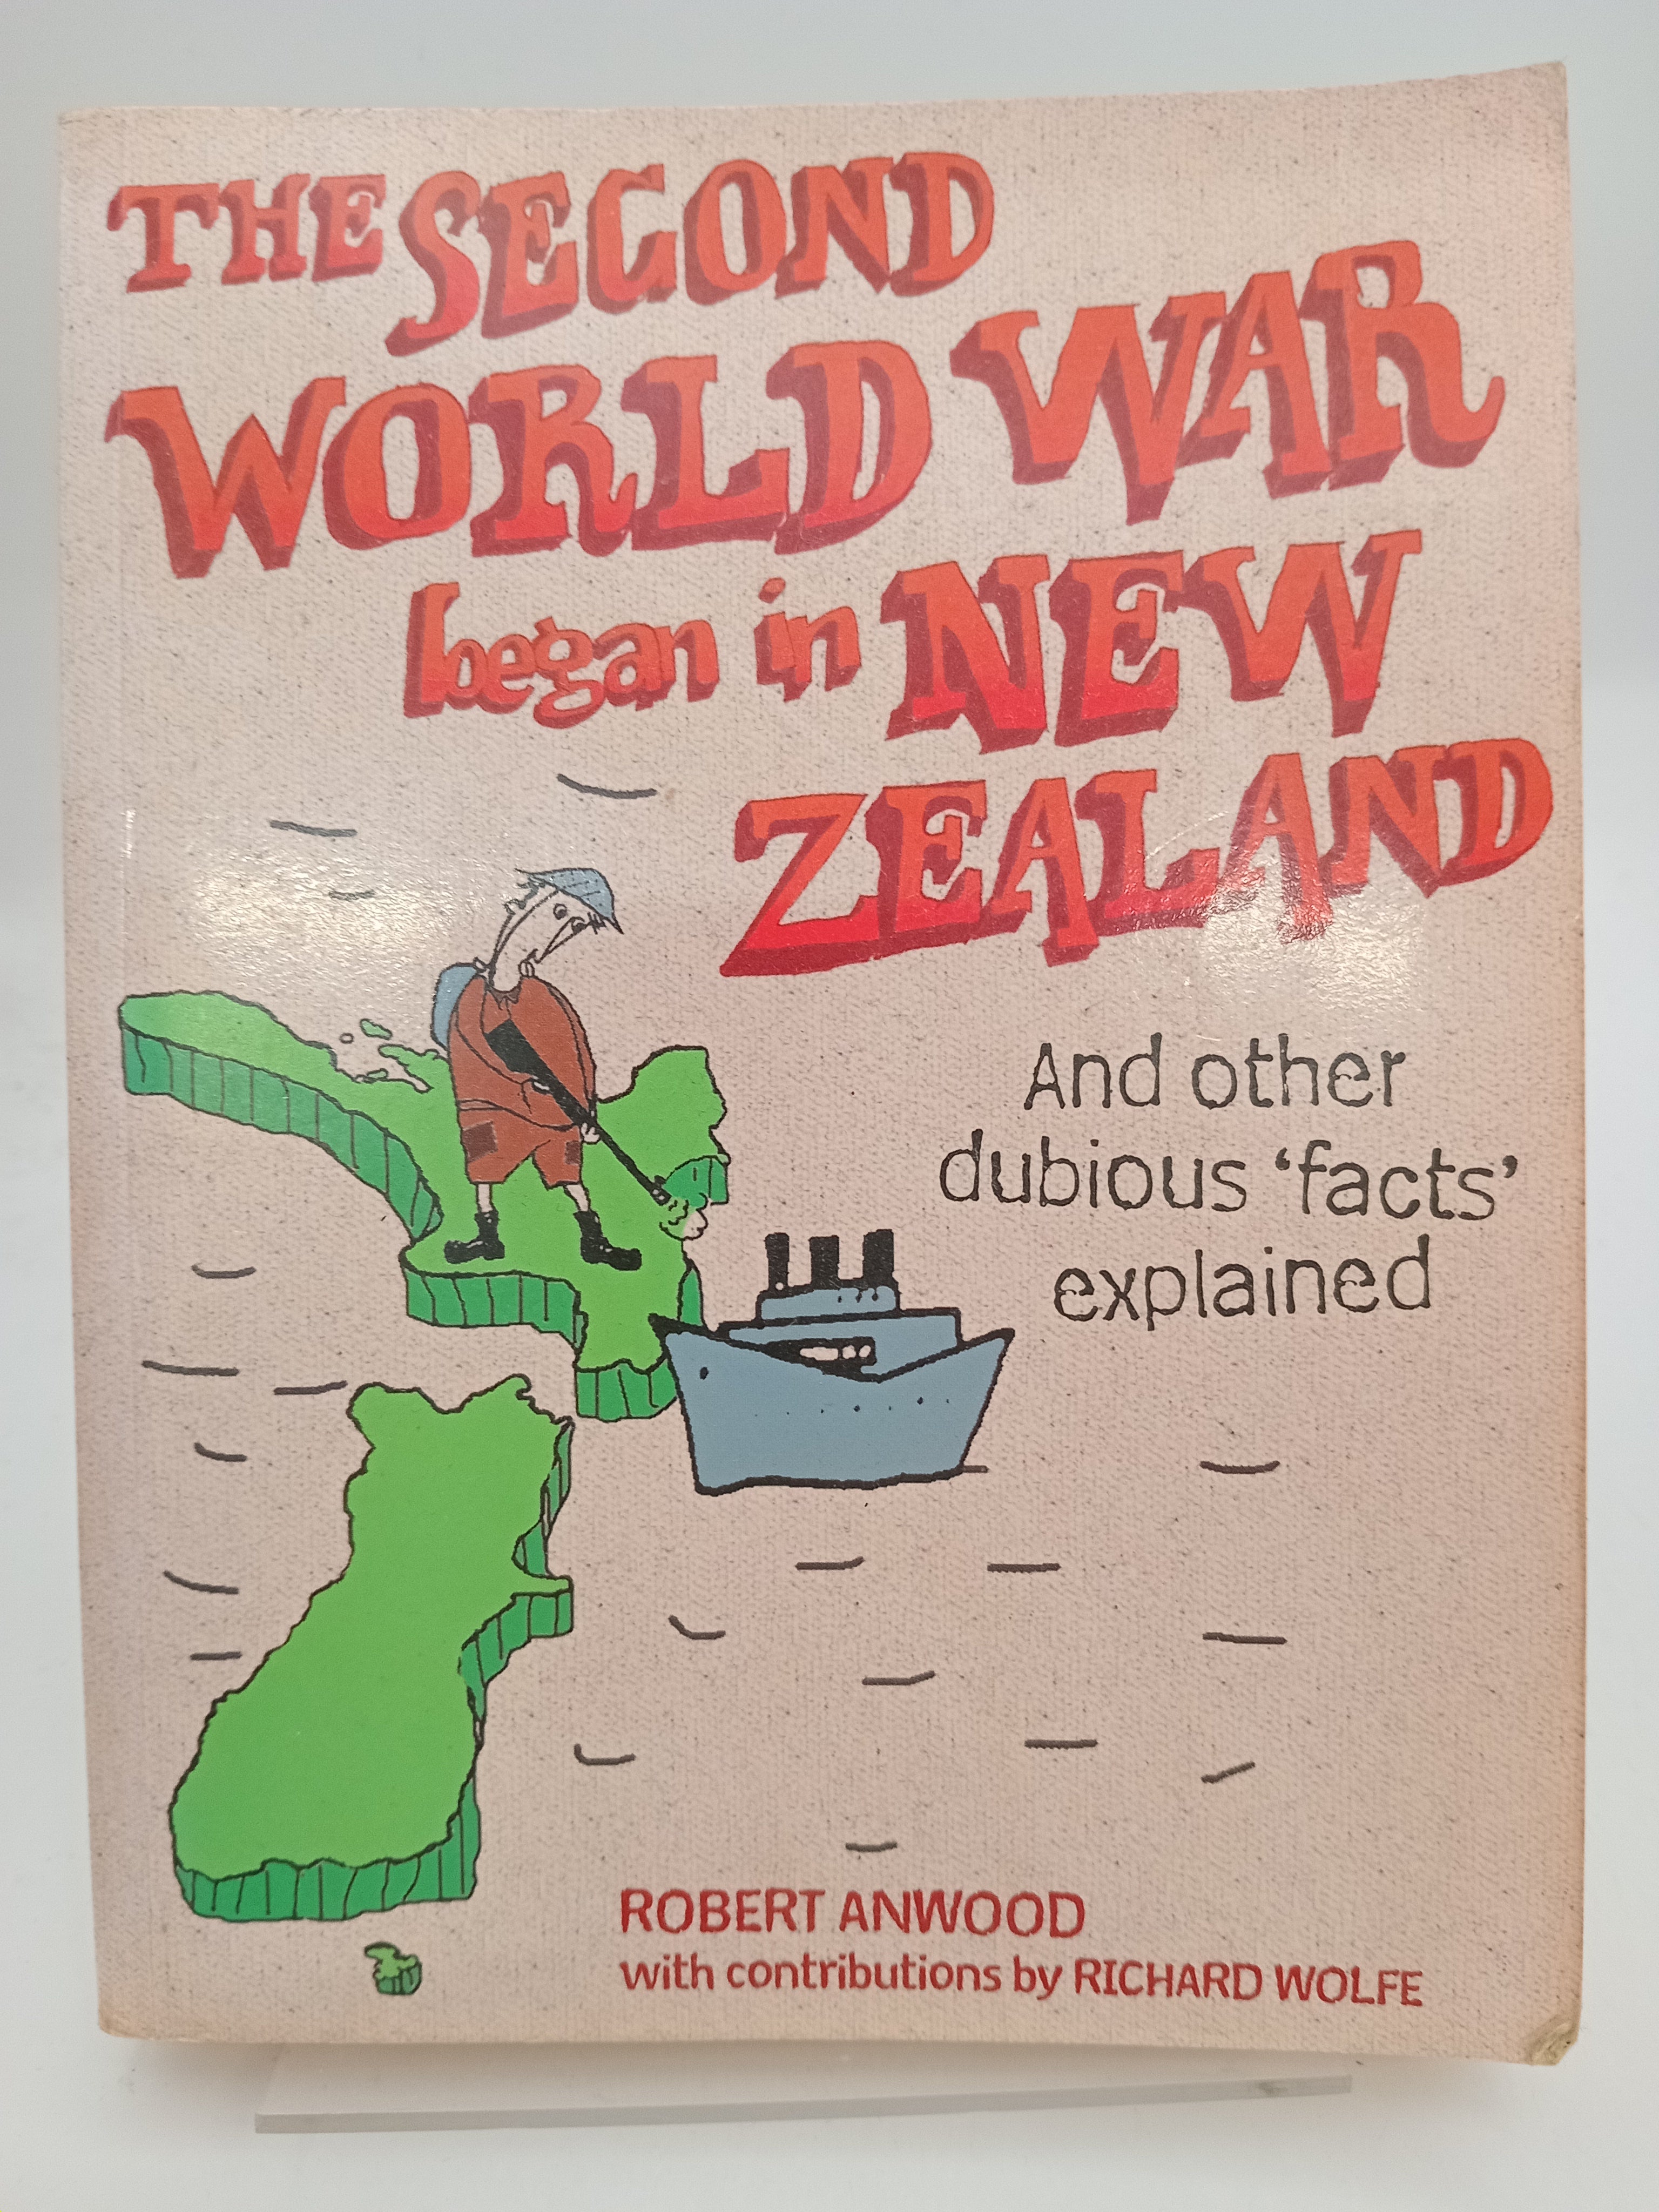 THE SECOND
WORLD WAR
began in NEW
ZEALAND
And other
dubious ‘facts’
explained
ROBERT ANWOOD
with contributions by RICHARD WOLFE